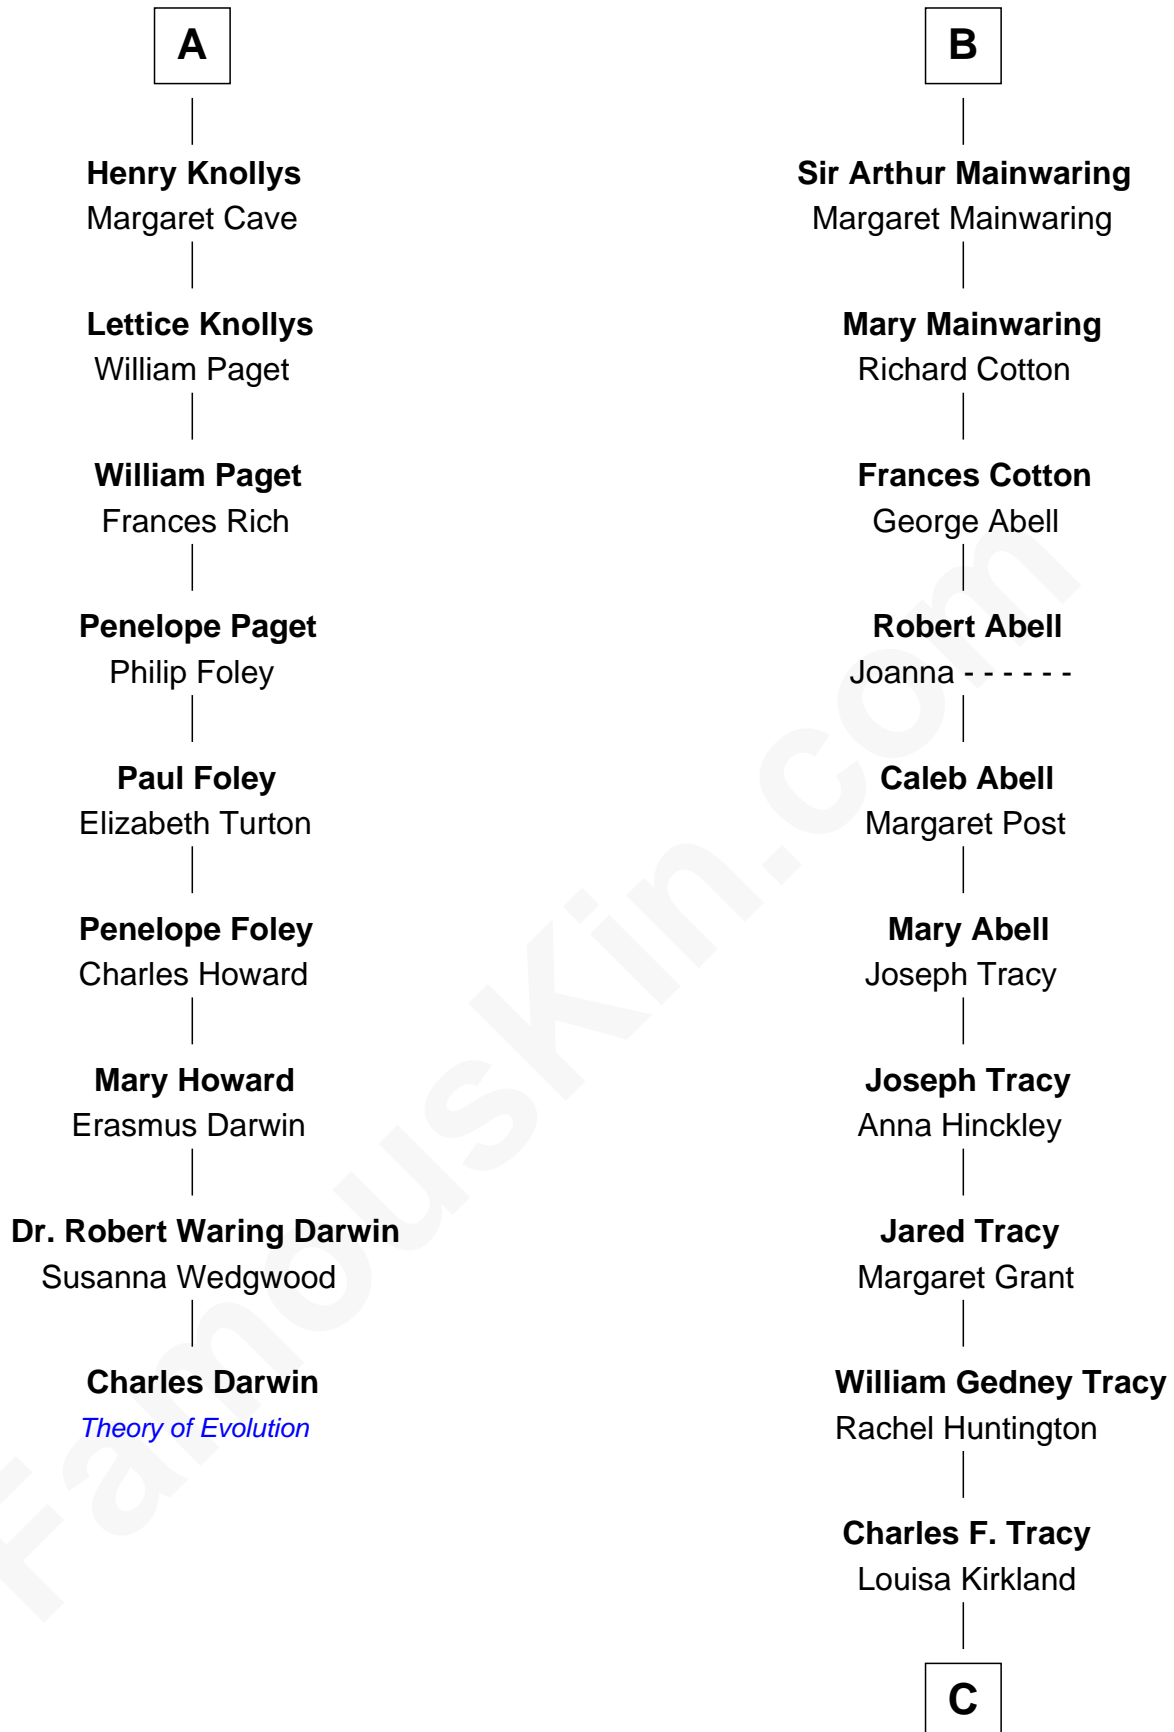 A
Henry Knollys
Margaret Cave
Lettice Knollys
William Paget
William Paget
Frances Rich
Penelope Paget
Philip Foley
Paul Foley
Elizabeth Turton
Penelope Foley
Charles Howard
Mary Howard
Erasmus Darwin
Dr. Robert Waring Darwin
Susanna Wedgwood
Charles Darwin
Theory of Evolution
B
Sir Arthur Mainwaring
Margaret Mainwaring
Mary Mainwaring
Richard Cotton
Frances Cotton
George Abell
Robert Abell
Joanna - - - - - -
Caleb Abell
Margaret Post
Mary Abell
Joseph Tracy
Joseph Tracy
Anna Hinckley
Jared Tracy
Margaret Grant
William Gedney Tracy
Rachel Huntington
Charles F. Tracy
Louisa Kirkland
C
FamousKin.com